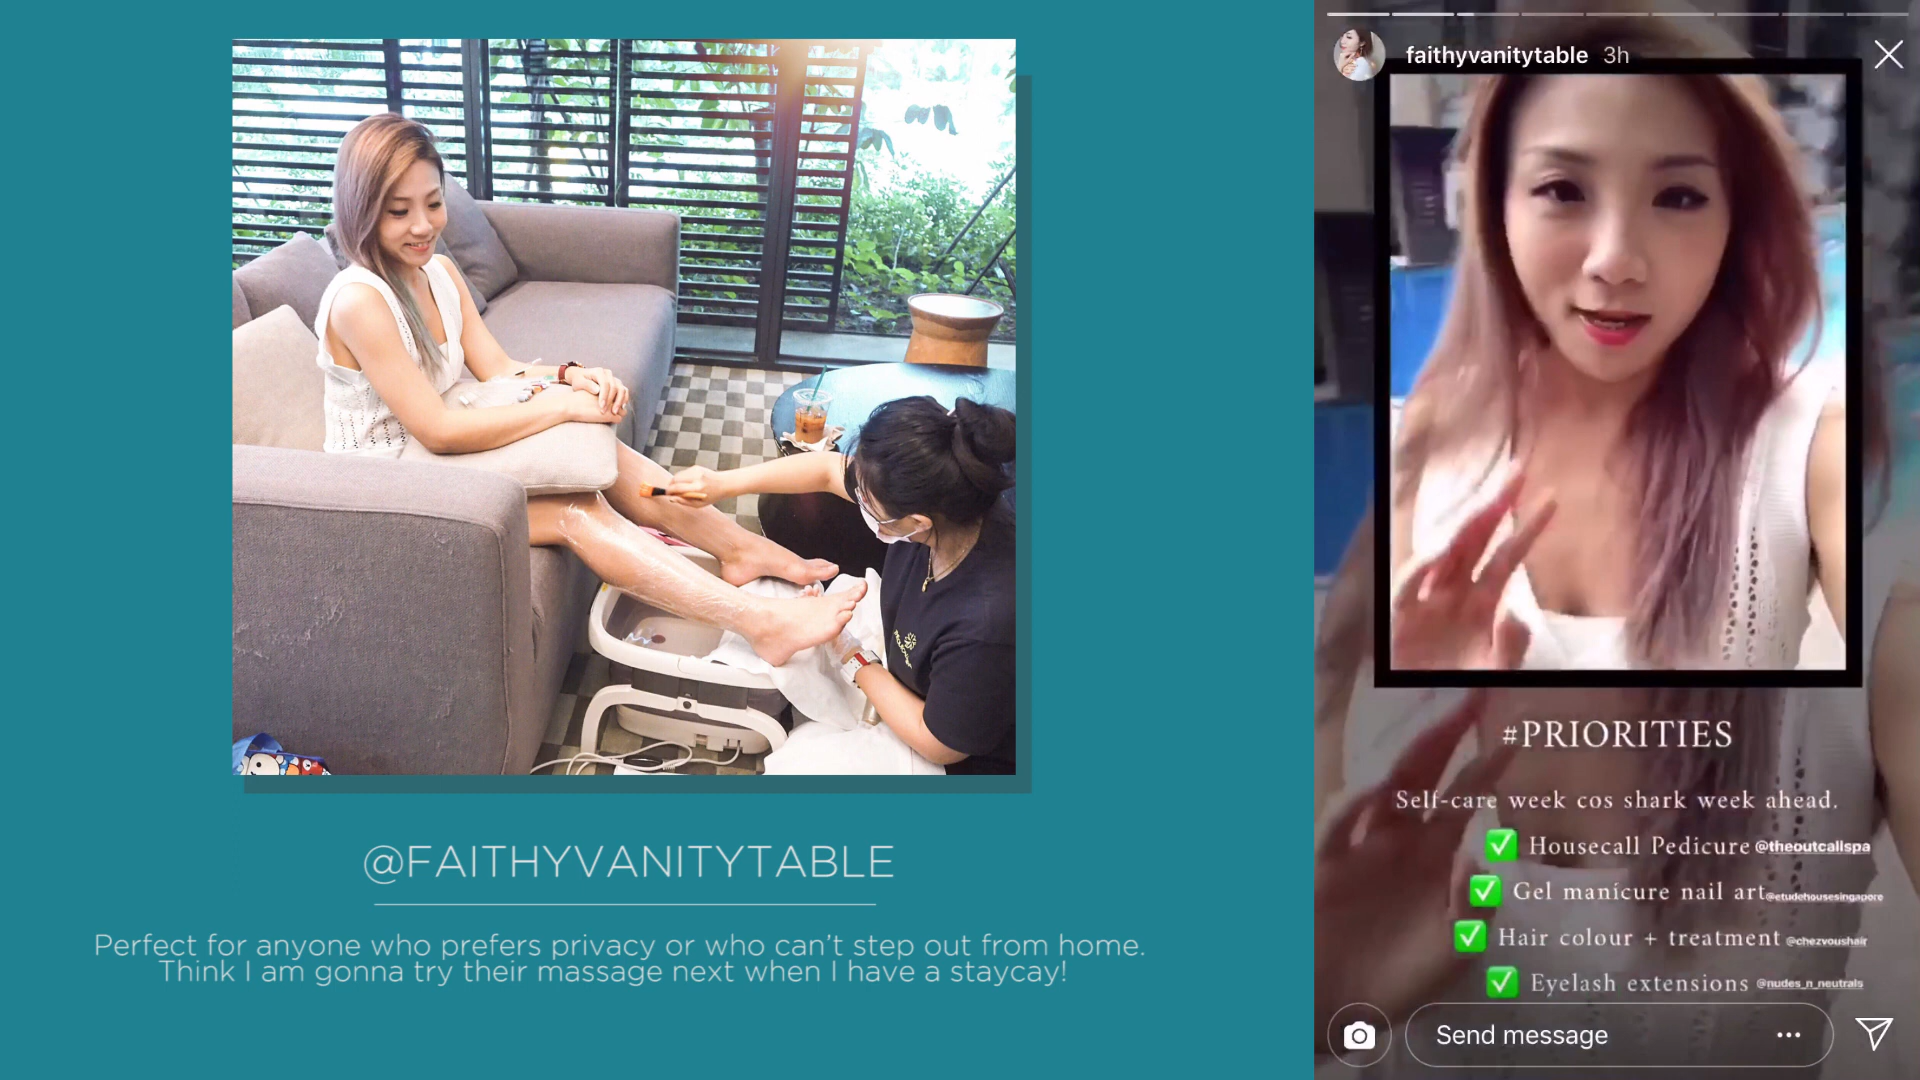 @FAITHYVANITYTABLE
Perfect for anyone who prefers privacy or who can't step out from home.
Think I am gonna try their massage next when I have a staycay!
faithyvanitytable 3h
#PRIORITIES
Self-care week cos shark week ahead.
✅ Housecall Pedicure @theoutcallspa
✅ Gel manicure nail art @etudehousesingapore
✅ Hair colour + treatment @chezvoushair
✅ Eyelash extensions @nudes_n_neutrals
Send message